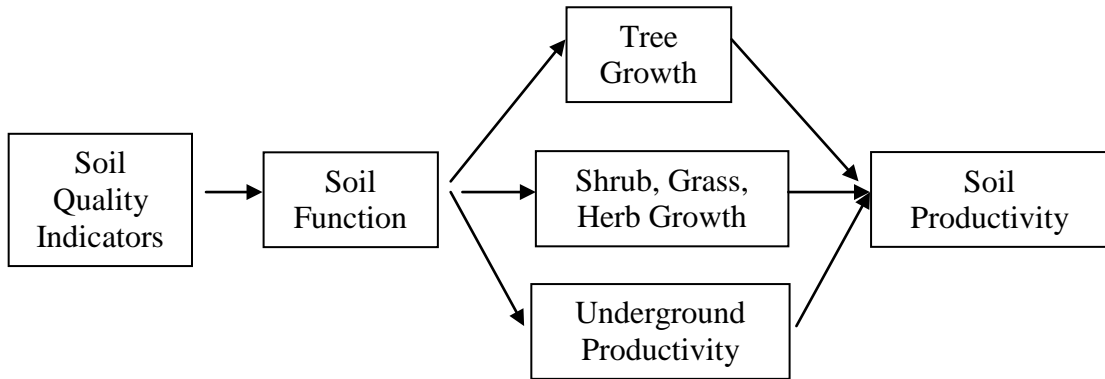 Soil
Quality
Indicators
Soil
Function
Tree
Growth
Shrub, Grass,
Herb Growth
Underground
Productivity
Soil
Productivity